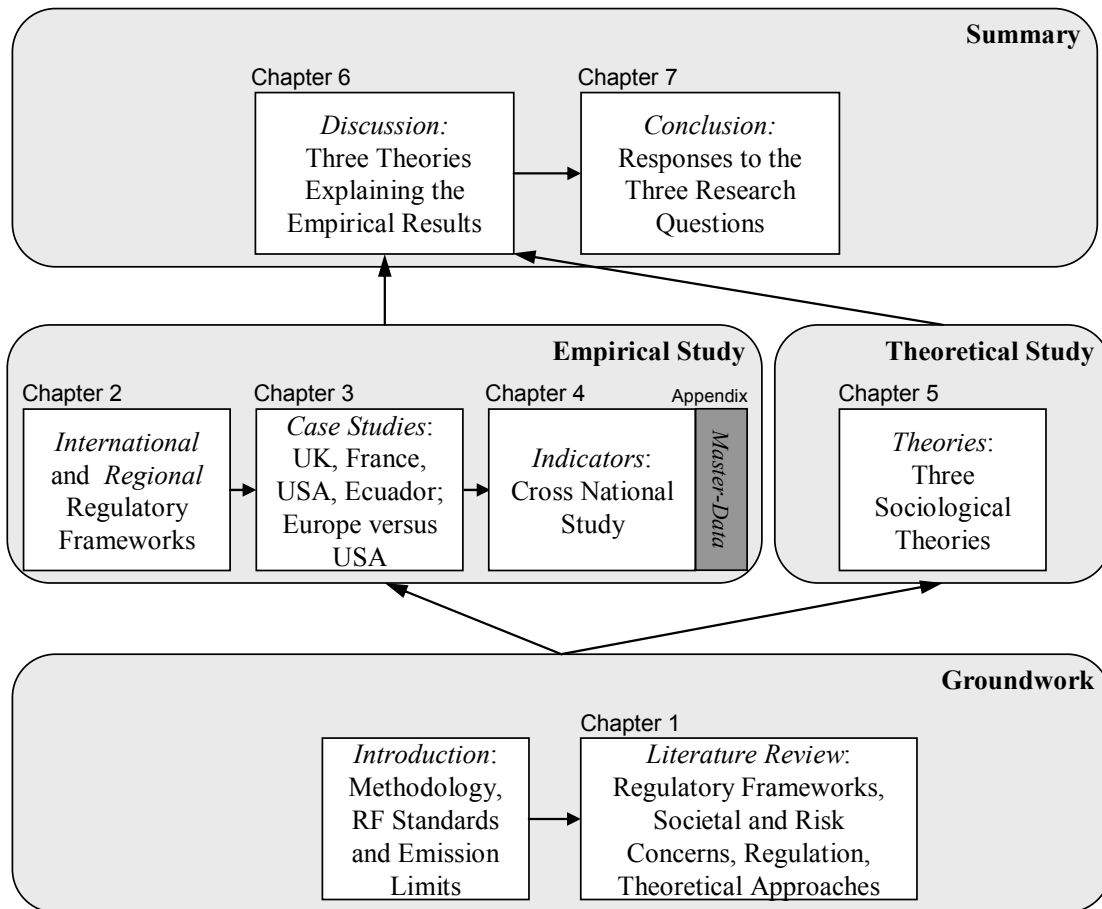 Summary
Chapter 6
Discussion:
Three Theories
Explaining the
Empirical Results
Chapter 7
Conclusion:
Responses to the
Three Research
Questions
Empirical Study
Chapter 2
International
and Regional
Regulatory
Frameworks
Chapter 3
Case Studies:
UK, France,
USA, Ecuador;
Europe versus
USA
Chapter 4
Indicators:
Cross National
Study
Appendix
Master-Data
Theoretical Study
Chapter 5
Theories:
Three
Sociological
Theories
Groundwork
Introduction:
Methodology,
RF Standards
and Emission
Limits
Chapter 1
Literature Review:
Regulatory Frameworks,
Societal and Risk
Concerns, Regulation,
Theoretical Approaches